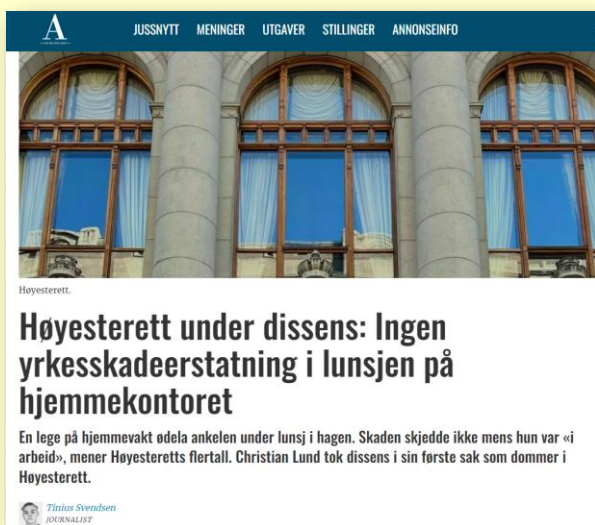 A
JUSSNYTT MENINGER UTGAVER STILLINGER ANNONSEINFO
Høyesterett.
Høyesterett under dissens: Ingen
yrkesskadeerstatning i lunsjen på
hjemmekontoret
En lege på hjemmevakt ødela ankelen under lunsj i hagen. Skaden skjedde ikke mens hun var «i
arbeid», mener Høyesteretts flertall. Christian Lund tok dissens i sin første sak som dommer i
Høyesterett.
Tinius Svendsen
JOURNALIST